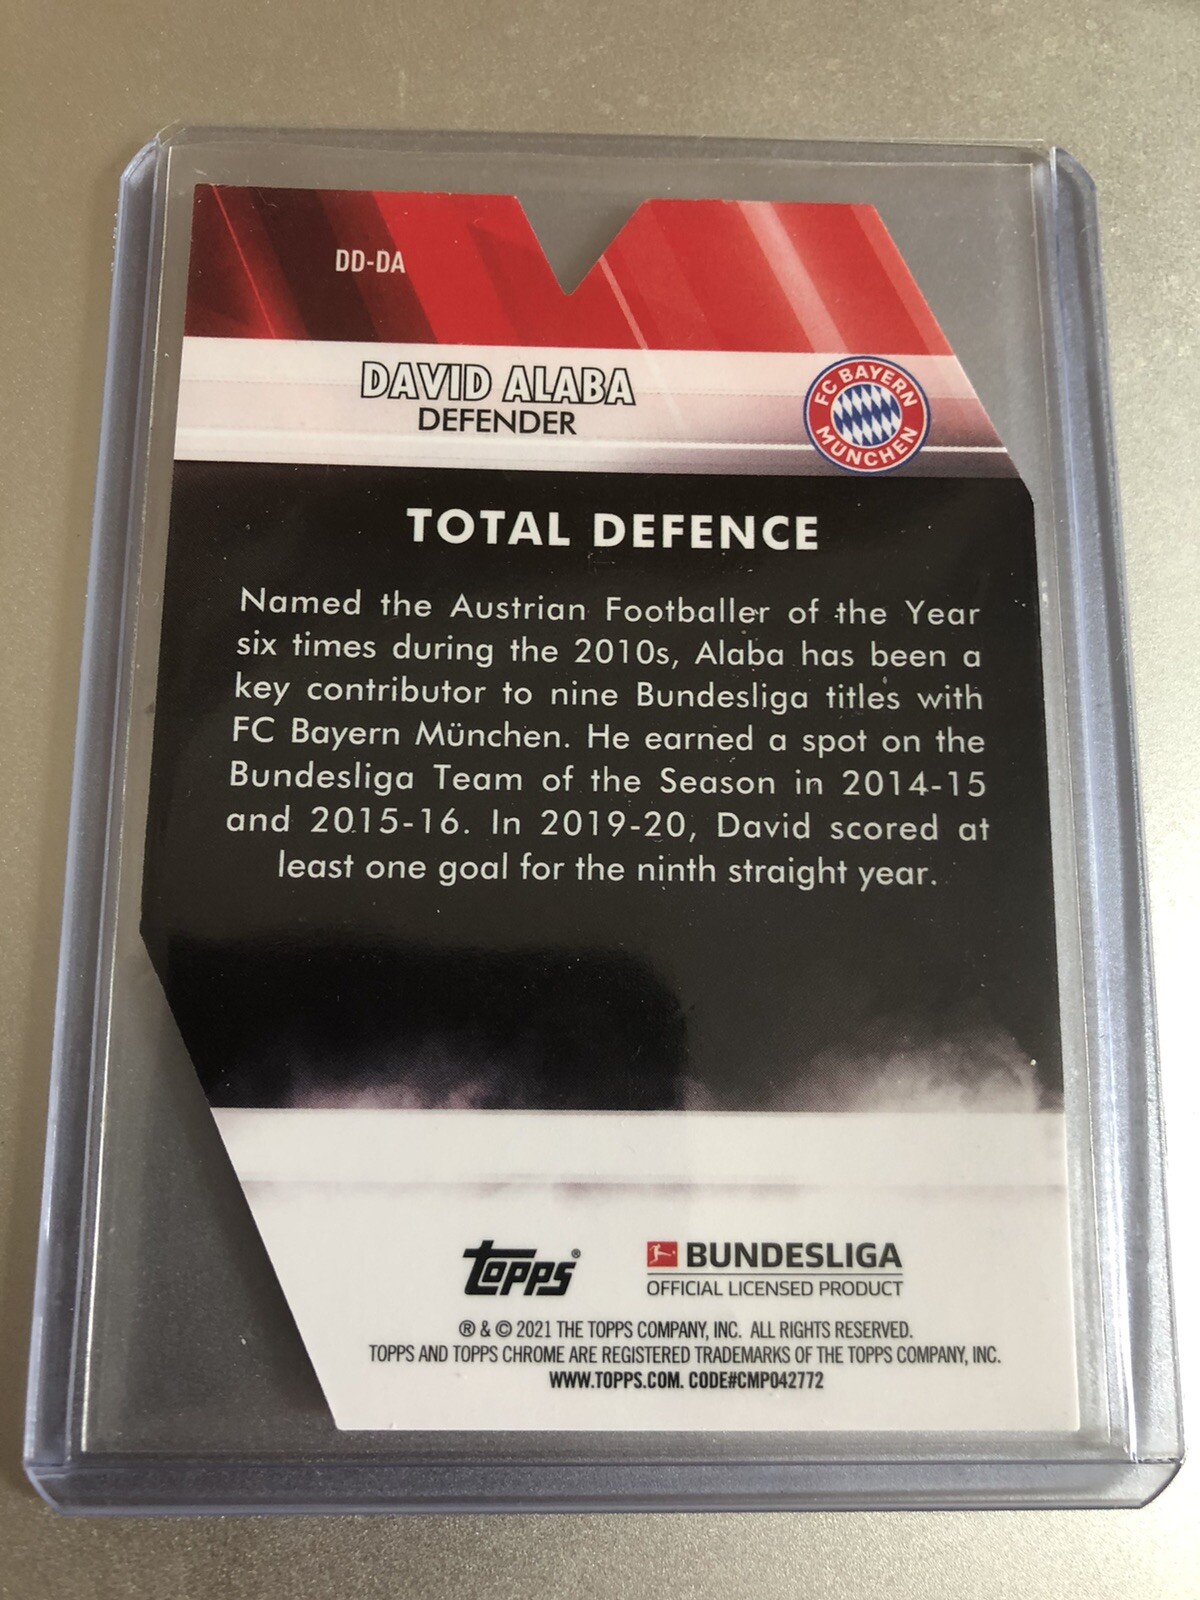 DD-DA
DAVID ALABA
DEFENDER
FC BAYERN
MÜNCHEN
TOTAL DEFENCE
Named the Austrian Footballer of the Year
six times during the 2010s, Alaba has been a
key contributor to nine Bundesliga titles with
FC Bayern München. He earned a spot on the
Bundesliga Team of the Season in 2014-15
and 2015-16. In 2019-20, David scored at
least one goal for the ninth straight year.
topps®
BUNDESLIGA
OFFICIAL LICENSED PRODUCT
® & © 2021 THE TOPPS COMPANY, INC. ALL RIGHTS RESERVED.
TOPPS AND TOPPS CHROME ARE REGISTERED TRADEMARKS OF THE TOPPS COMPANY, INC.
WWW.TOPPS.COM. CODE#CMP042772